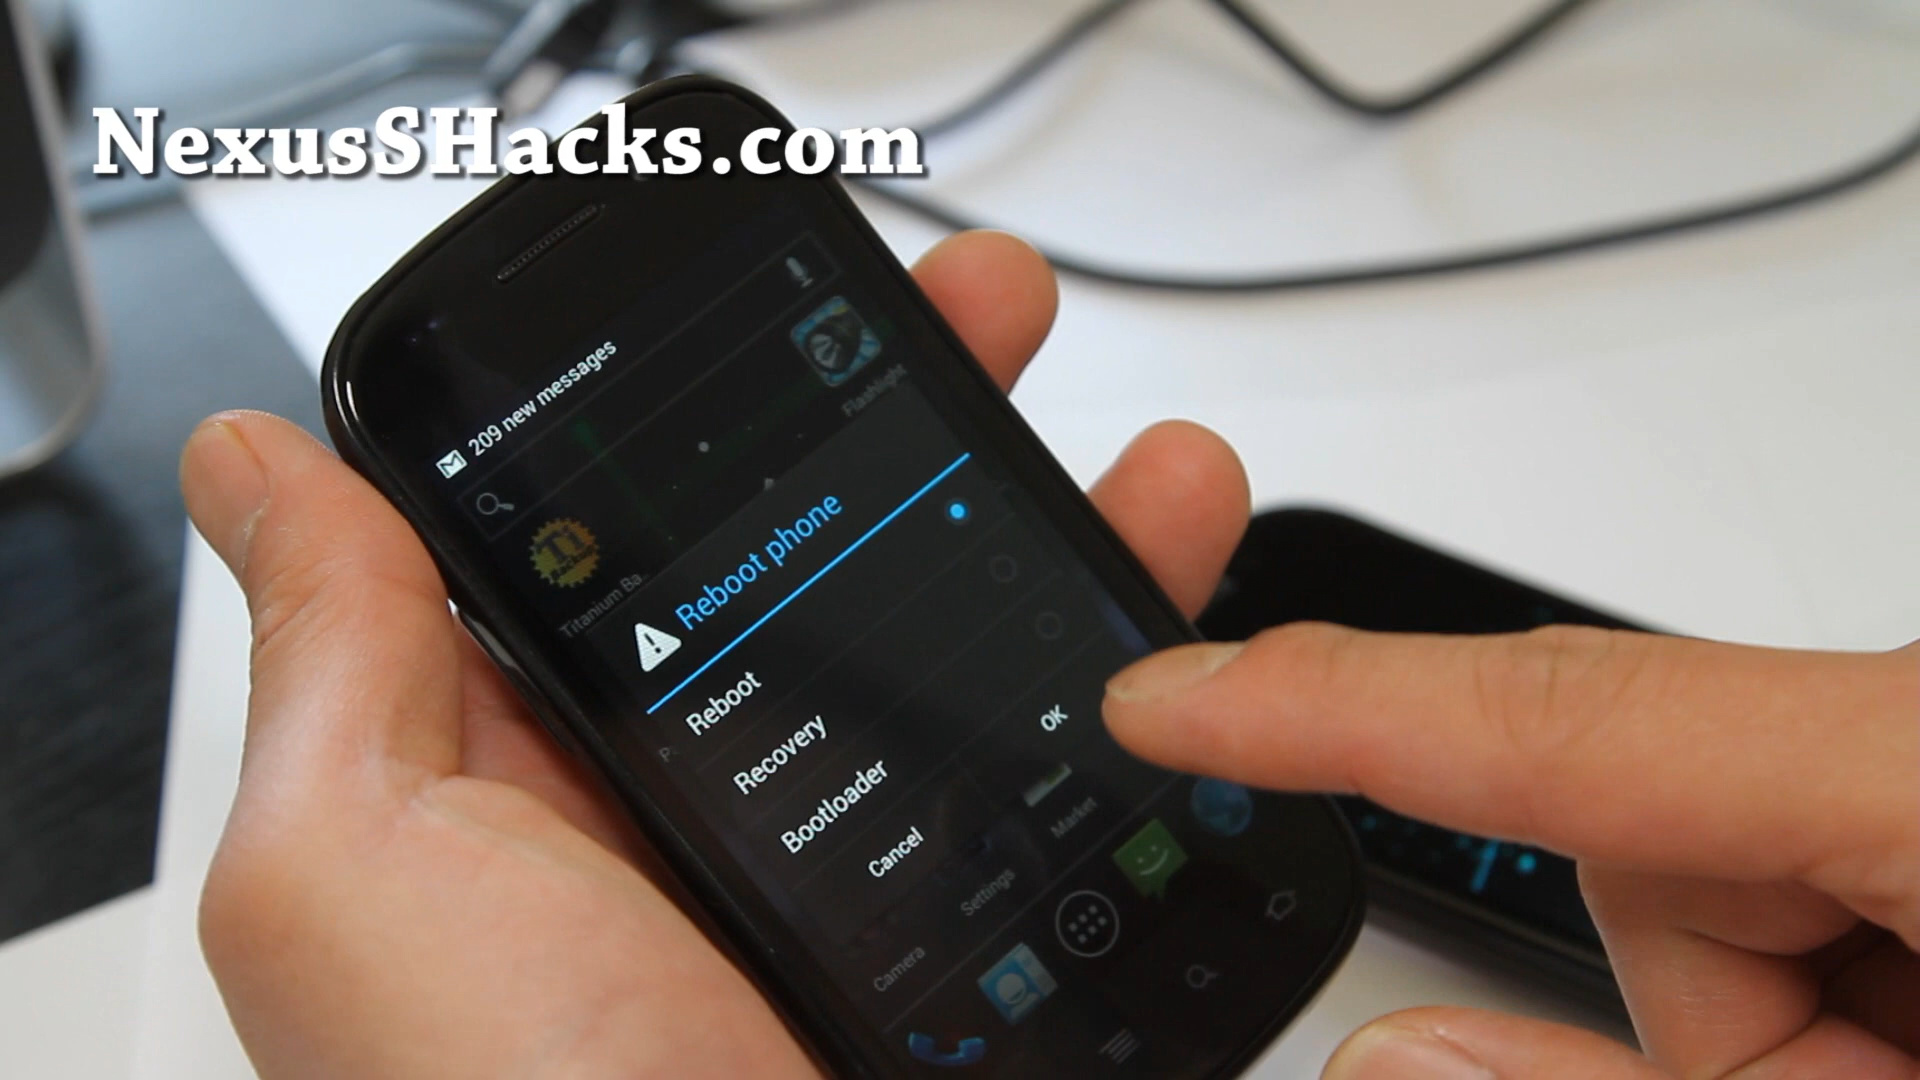 NexusSHacks.com
209 new messages
Flashlight
Titanium Ba
Reboot phone
Reboot
Recovery
Bootloader
Cancel
OK
Market
Settings
Camera